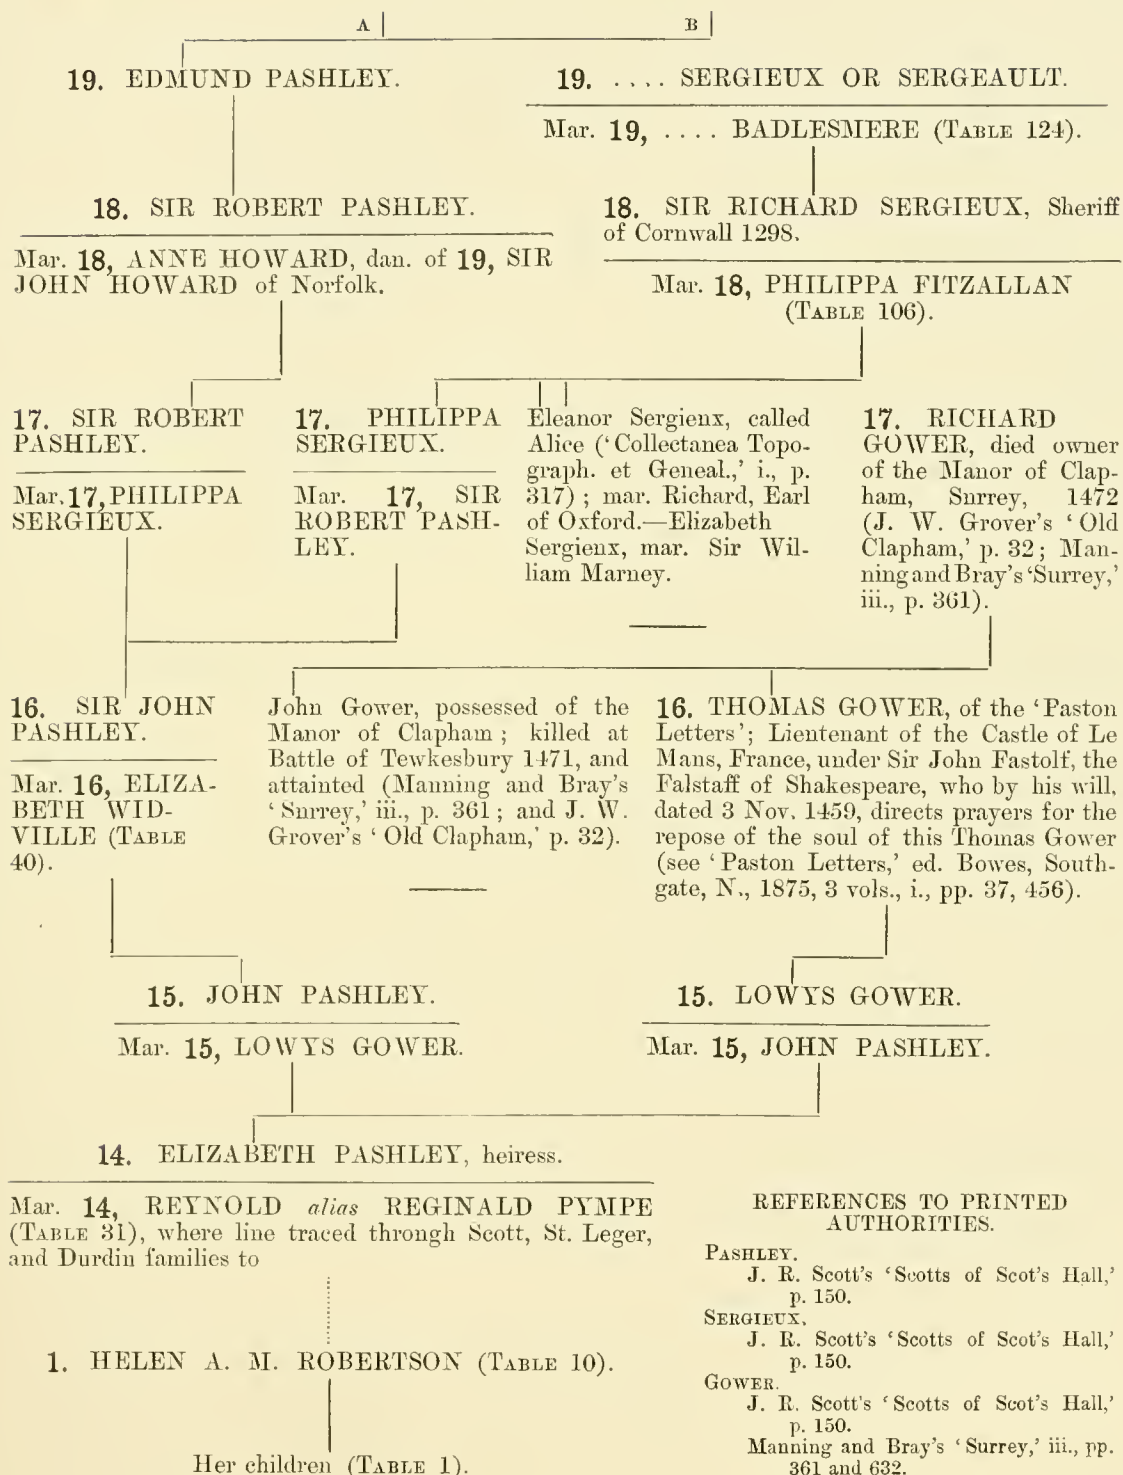 A B
19. EDMUND PASHLEY.
19. .... SERGIEUX OR SERGEAULT.
Mar. 19, .... BADLESMERE (TABLE 124).
18. SIR ROBERT PASHLEY.
Mar. 18, ANNE HOWARD, dau. of 19, SIR
JOHN HOWARD of Norfolk.
18. SIR RICHARD SERGIEUX, Sheriff
of Cornwall 1298.
Mar. 18, PHILIPPA FITZALLAN
(TABLE 106).
17. SIR ROBERT
PASHLEY.
Mar. 17, PHILIPPA
SERGIEUX.
17. PHILIPPA
SERGIEUX.
Mar. 17, SIR
ROBERT PASH-
LEY.
Eleanor Sergieux, called
Alice (‘Collectanea Topo-
graph. et Geneal.,’ i., p.
317); mar. Richard, Earl
of Oxford.—Elizabeth
Sergieux, mar. Sir Wil-
liam Marney.
17. RICHARD
GOWER, died owner
of the Manor of Clap-
ham, Surrey, 1472
(J. W. Grover's ‘Old
Clapham,’ p. 32; Man-
ning and Bray's ‘Surrey,’
iii., p. 361).
16. SIR JOHN
PASHLEY.
Mar. 16, ELIZA-
BETH WID-
VILLE (TABLE
40).
John Gower, possessed of the
Manor of Clapham; killed at
Battle of Tewkesbury 1471, and
attainted (Manning and Bray's
‘Surrey,’ iii., p. 361; and J. W.
Grover's ‘Old Clapham,’ p. 32).
16. THOMAS GOWER, of the ‘Paston
Letters’; Lieutenant of the Castle of Le
Mans, France, under Sir John Fastolf, the
Falstaff of Shakespeare, who by his will,
dated 3 Nov. 1459, directs prayers for the
repose of the soul of this Thomas Gower
(see ‘Paston Letters,’ ed. Bowes, South-
gate, N., 1875, 3 vols., i., pp. 37, 456).
15. JOHN PASHLEY.
Mar. 15, LOWYS GOWER.
15. LOWYS GOWER.
Mar. 15, JOHN PASHLEY.
14. ELIZABETH PASHLEY, heiress.
Mar. 14, REYNOLD alias REGINALD PYMPE
(TABLE 31), where line traced through Scott, St. Leger,
and Durdin families to
1. HELEN A. M. ROBERTSON (TABLE 10).
Her children (TABLE 1).
REFERENCES TO PRINTED
AUTHORITIES.
PASHLEY.
J. R. Scott's ‘Scotts of Scot's Hall,’
p. 150.
SERGIEUX.
J. R. Scott's ‘Scotts of Scot's Hall,’
p. 150.
GOWER.
J. R. Scott's ‘Scotts of Scot's Hall,’
p. 150.
Manning and Bray's ‘Surrey,’ iii., pp.
361 and 632.